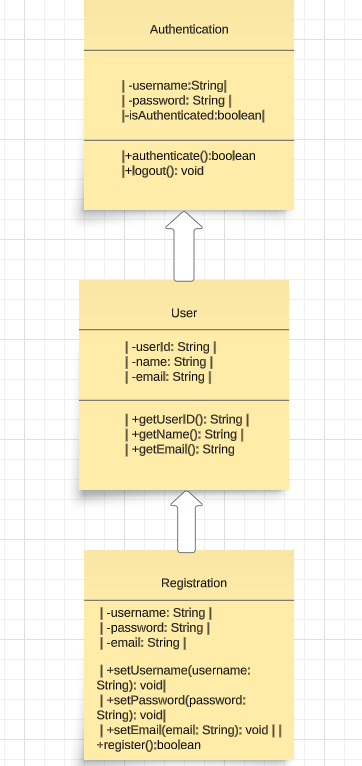 Authentication
| -username:String|
| -password: String |
|-isAuthenticated:boolean|
|+authenticate():boolean
|+logout(): void
User
| -userId: String |
| -name: String |
| -email: String |
| +getUserID(): String |
| +getName(): String |
| +getEmail(): String
Registration
| -username: String |
| -password: String |
| -email: String |
| +setUsername(username:
String): void|
| +setPassword(password:
String): void|
| +setEmail(email: String): void | |
+register():boolean